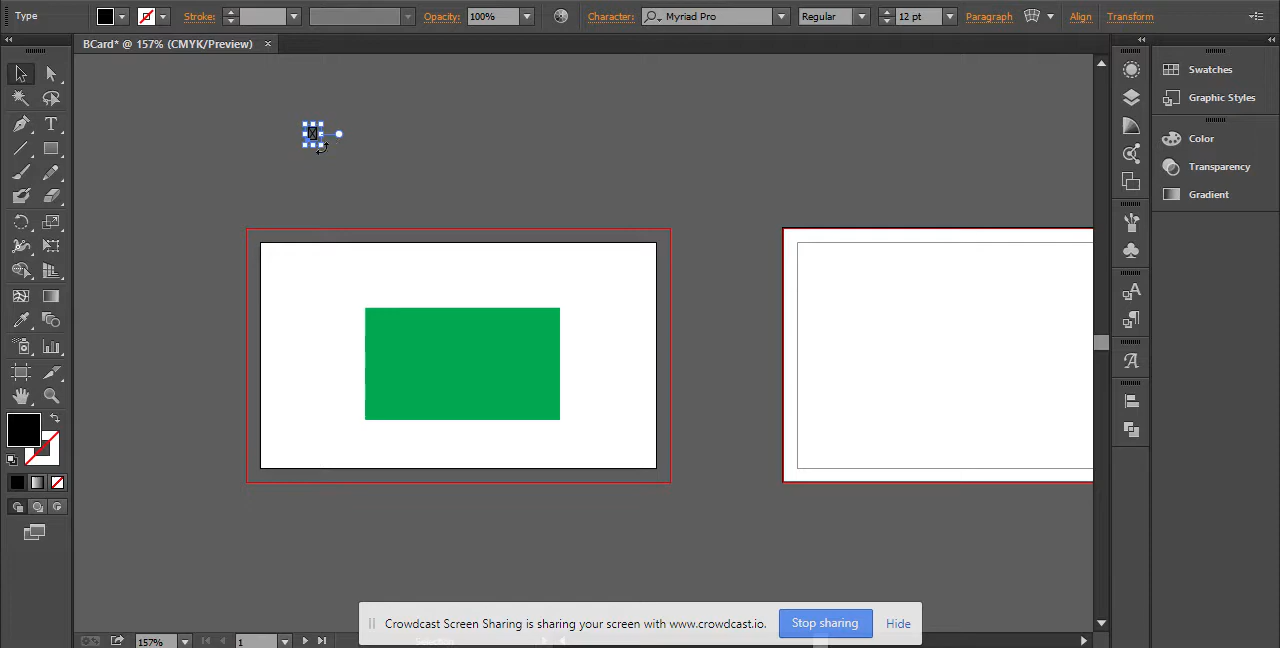 Type Stroke: Opacity: 100% Character: Myriad Pro Regular 12 pt Paragraph Align Transform
BCard* @ 157% (CMYK/Preview) ×
Swatches
Graphic Styles
Color
Transparency
Gradient
Crowdcast Screen Sharing is sharing your screen with www.crowdcast.io. Stop sharing Hide
157% 1 Selection